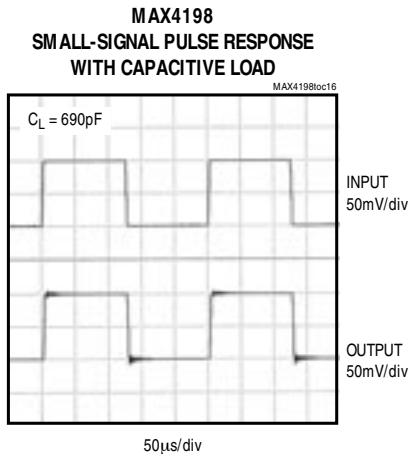 MAX4198
SMALL-SIGNAL PULSE RESPONSE
WITH CAPACITIVE LOAD
MAX4198toc16
CL = 690pF
INPUT
50mV/div
OUTPUT
50mV/div
50µs/div